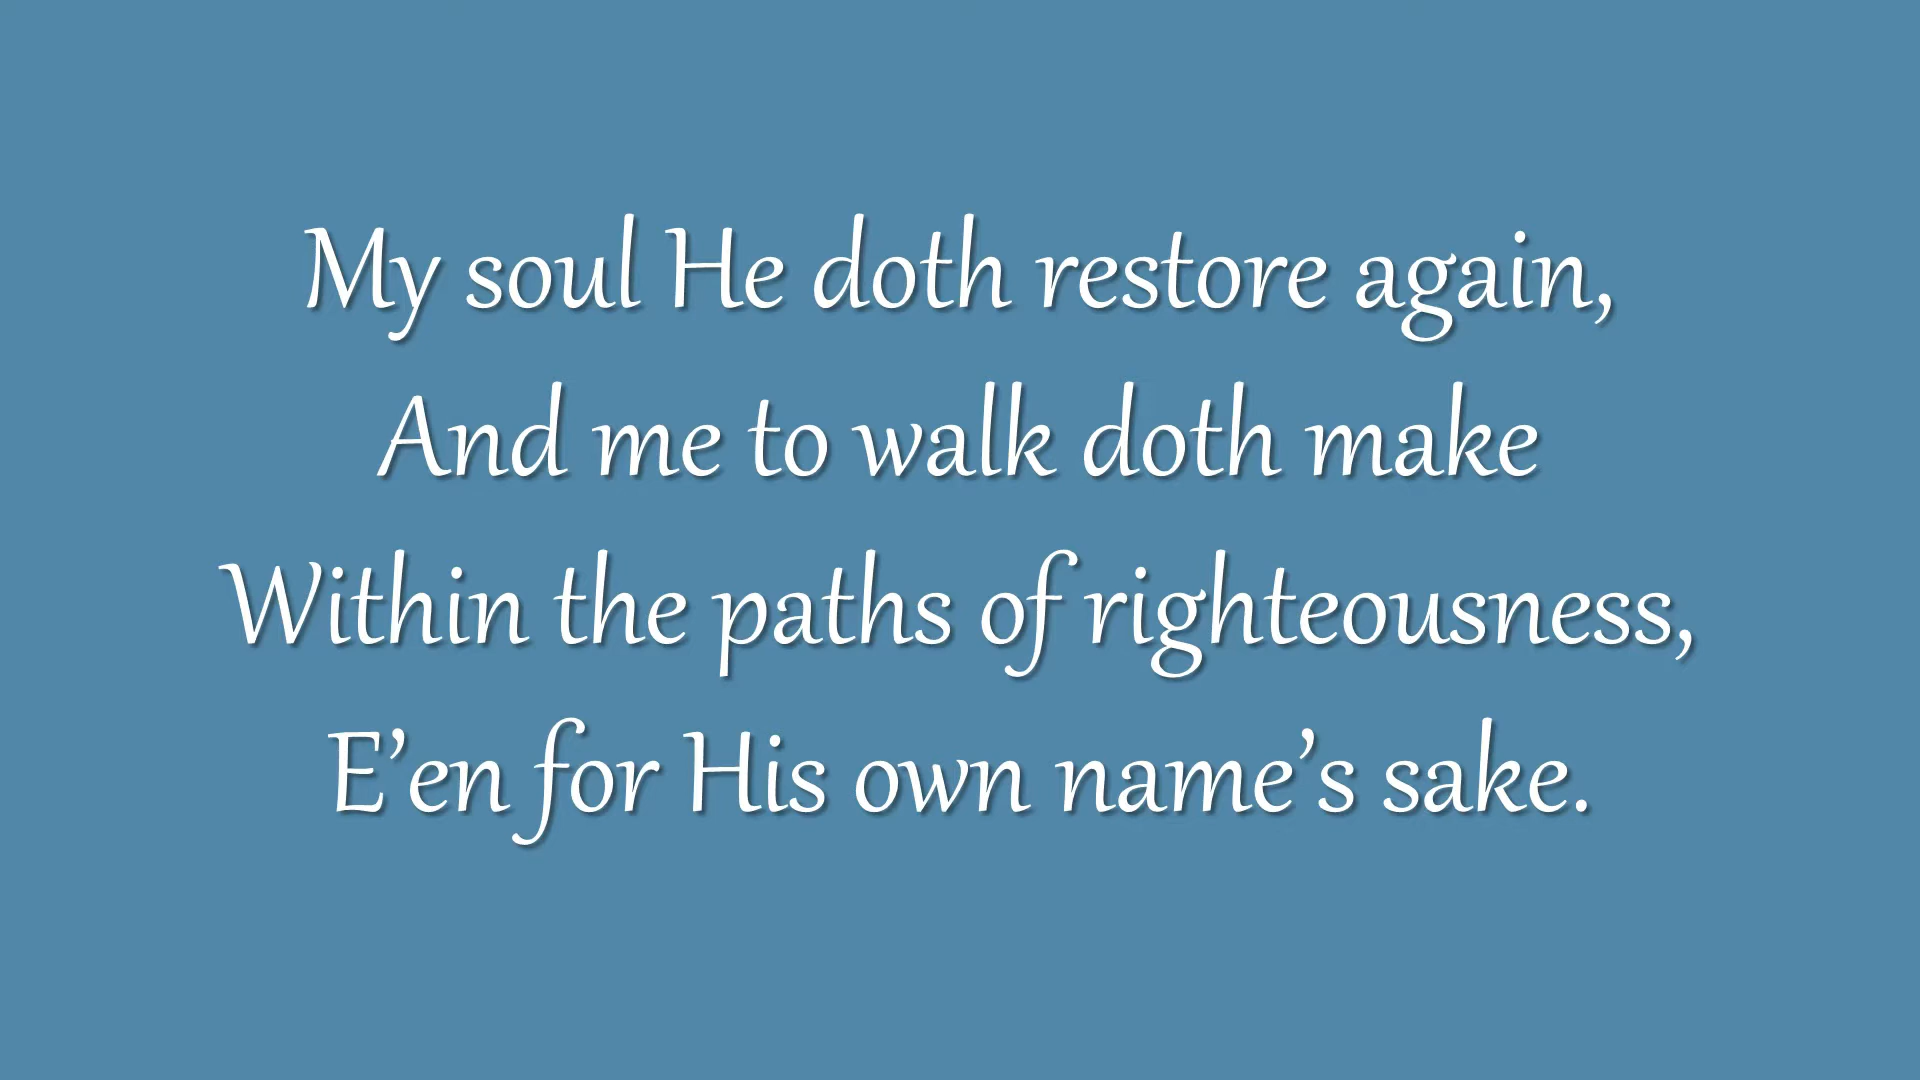 My soul He doth restore again,
And me to walk doth make
Within the paths of righteousness,
E’en for His own name’s sake.